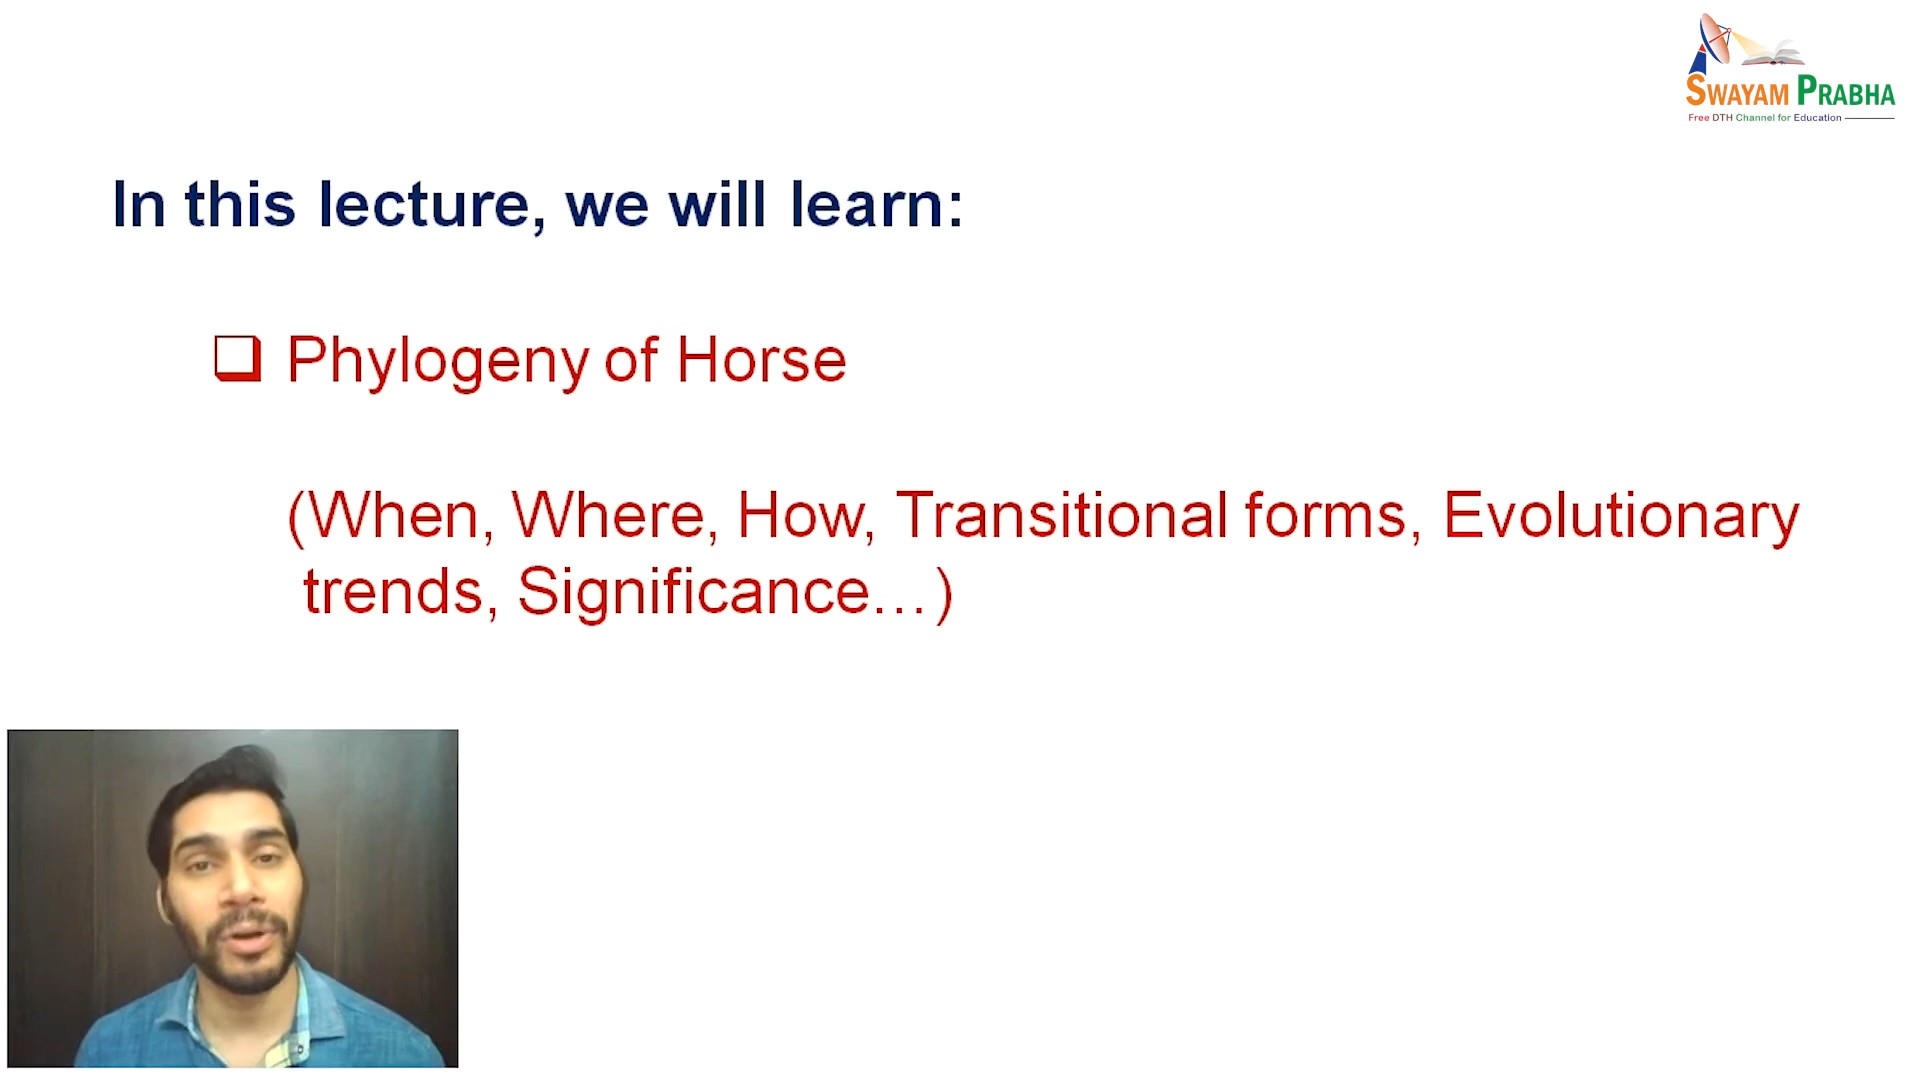 SWAYAM PRABHA
Free DTH Channel for Education
In this lecture, we will learn:
❑ Phylogeny of Horse
(When, Where, How, Transitional forms, Evolutionary
trends, Significance…)